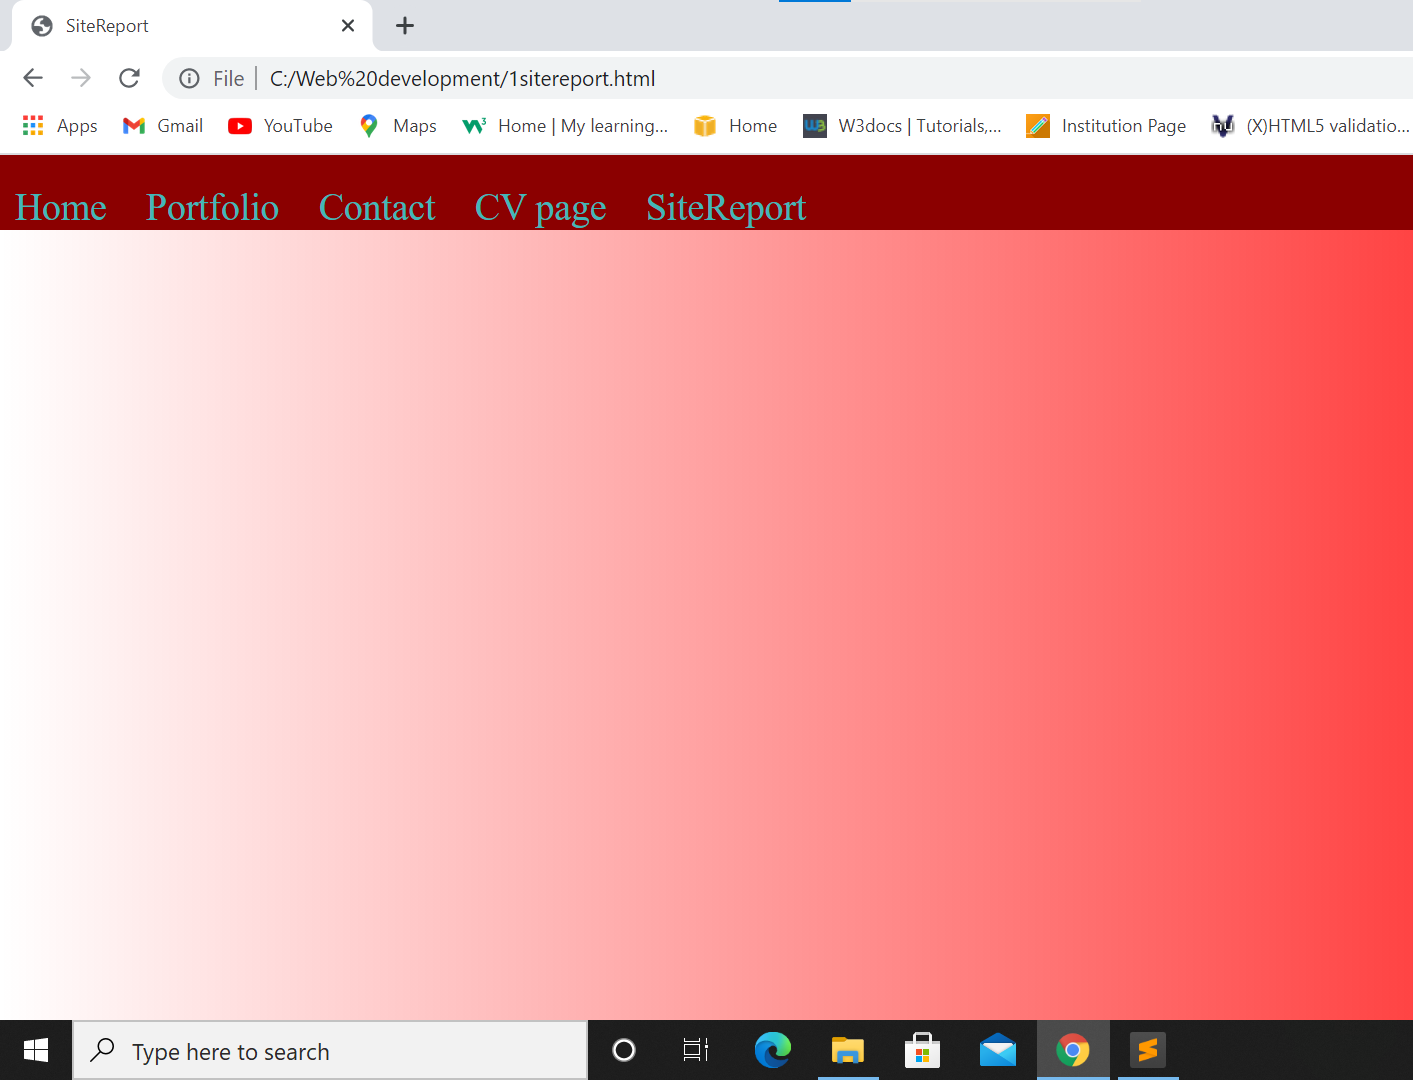 SiteReport
File C:/Web%20development/1sitereport.html
Apps Gmail YouTube Maps Home | My learning... Home W3docs | Tutorials,... Institution Page (X)HTML5 validatio...
Home Portfolio Contact CV page SiteReport
Type here to search